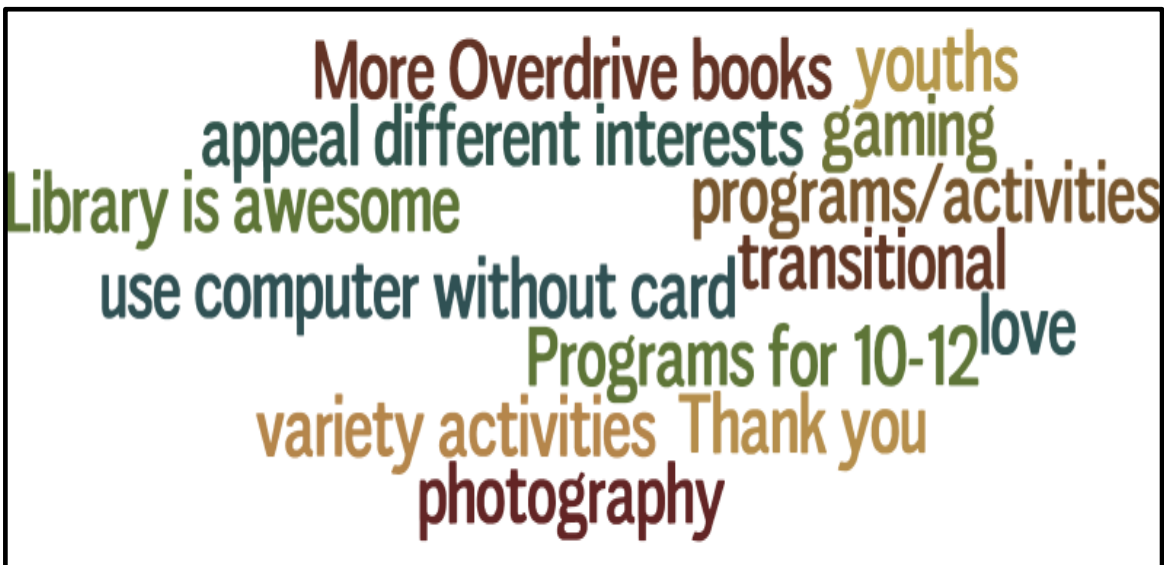 More Overdrive books youths
appeal different interests gaming
Library is awesome programs/activities
transitional
use computer without card
love
Programs for 10-12
variety activities Thank you
photography